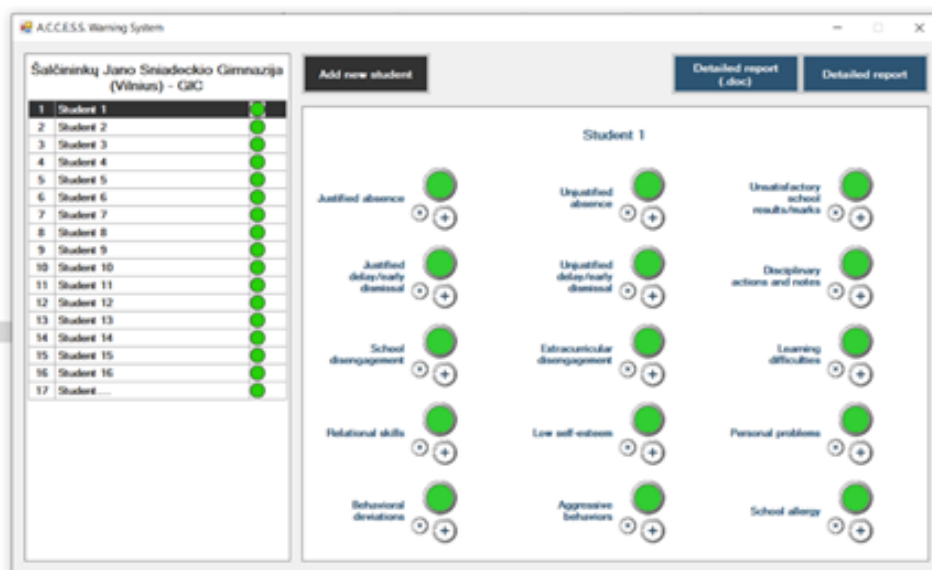 A.C.C.E.S.S. Warning System
Šalčininkų Jano Sniadeckio Gimnazija
(Vilnius) - GIC
1 Student 1
2 Student 2
3 Student 3
4 Student 4
5 Student 5
6 Student 6
7 Student 7
8 Student 8
9 Student 9
10 Student 10
11 Student 11
12 Student 12
13 Student 13
14 Student 14
15 Student 15
16 Student 16
17 Student....
Add new student
Detailed report
(.doc)
Detailed report
Student 1
Justified absence
Unjustified
absence
Unsatisfactory
school
results/marks
Justified
delay/early
dismissal
Unjustified
delay/early
dismissal
Disciplinary
actions and notes
School
disengagement
Extracurricular
disengagement
Learning
difficulties
Relational skills
Low self-esteem
Personal problems
Behavioral
deviations
Aggressive
behaviors
School allergy